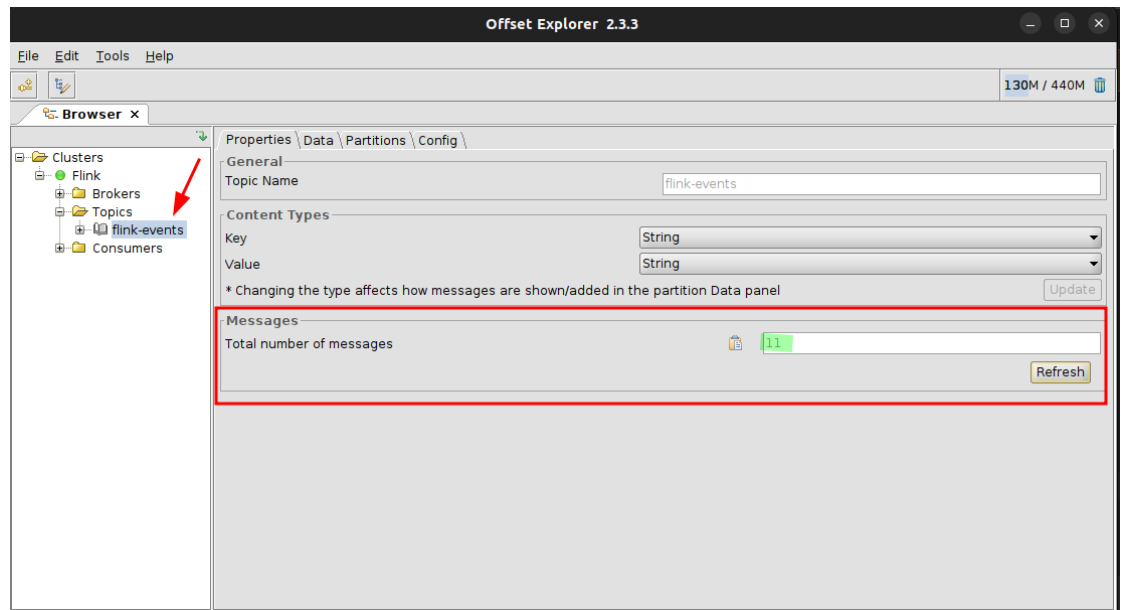 Offset Explorer 2.3.3
File Edit Tools Help
130M / 440M
Browser
Properties Data Partitions Config
Clusters
Flink
Brokers
Topics
flink-events
Consumers
General
Topic Name flink-events
Content Types
Key String
Value String
* Changing the type affects how messages are shown/added in the partition Data panel Update
Messages
Total number of messages 11
Refresh